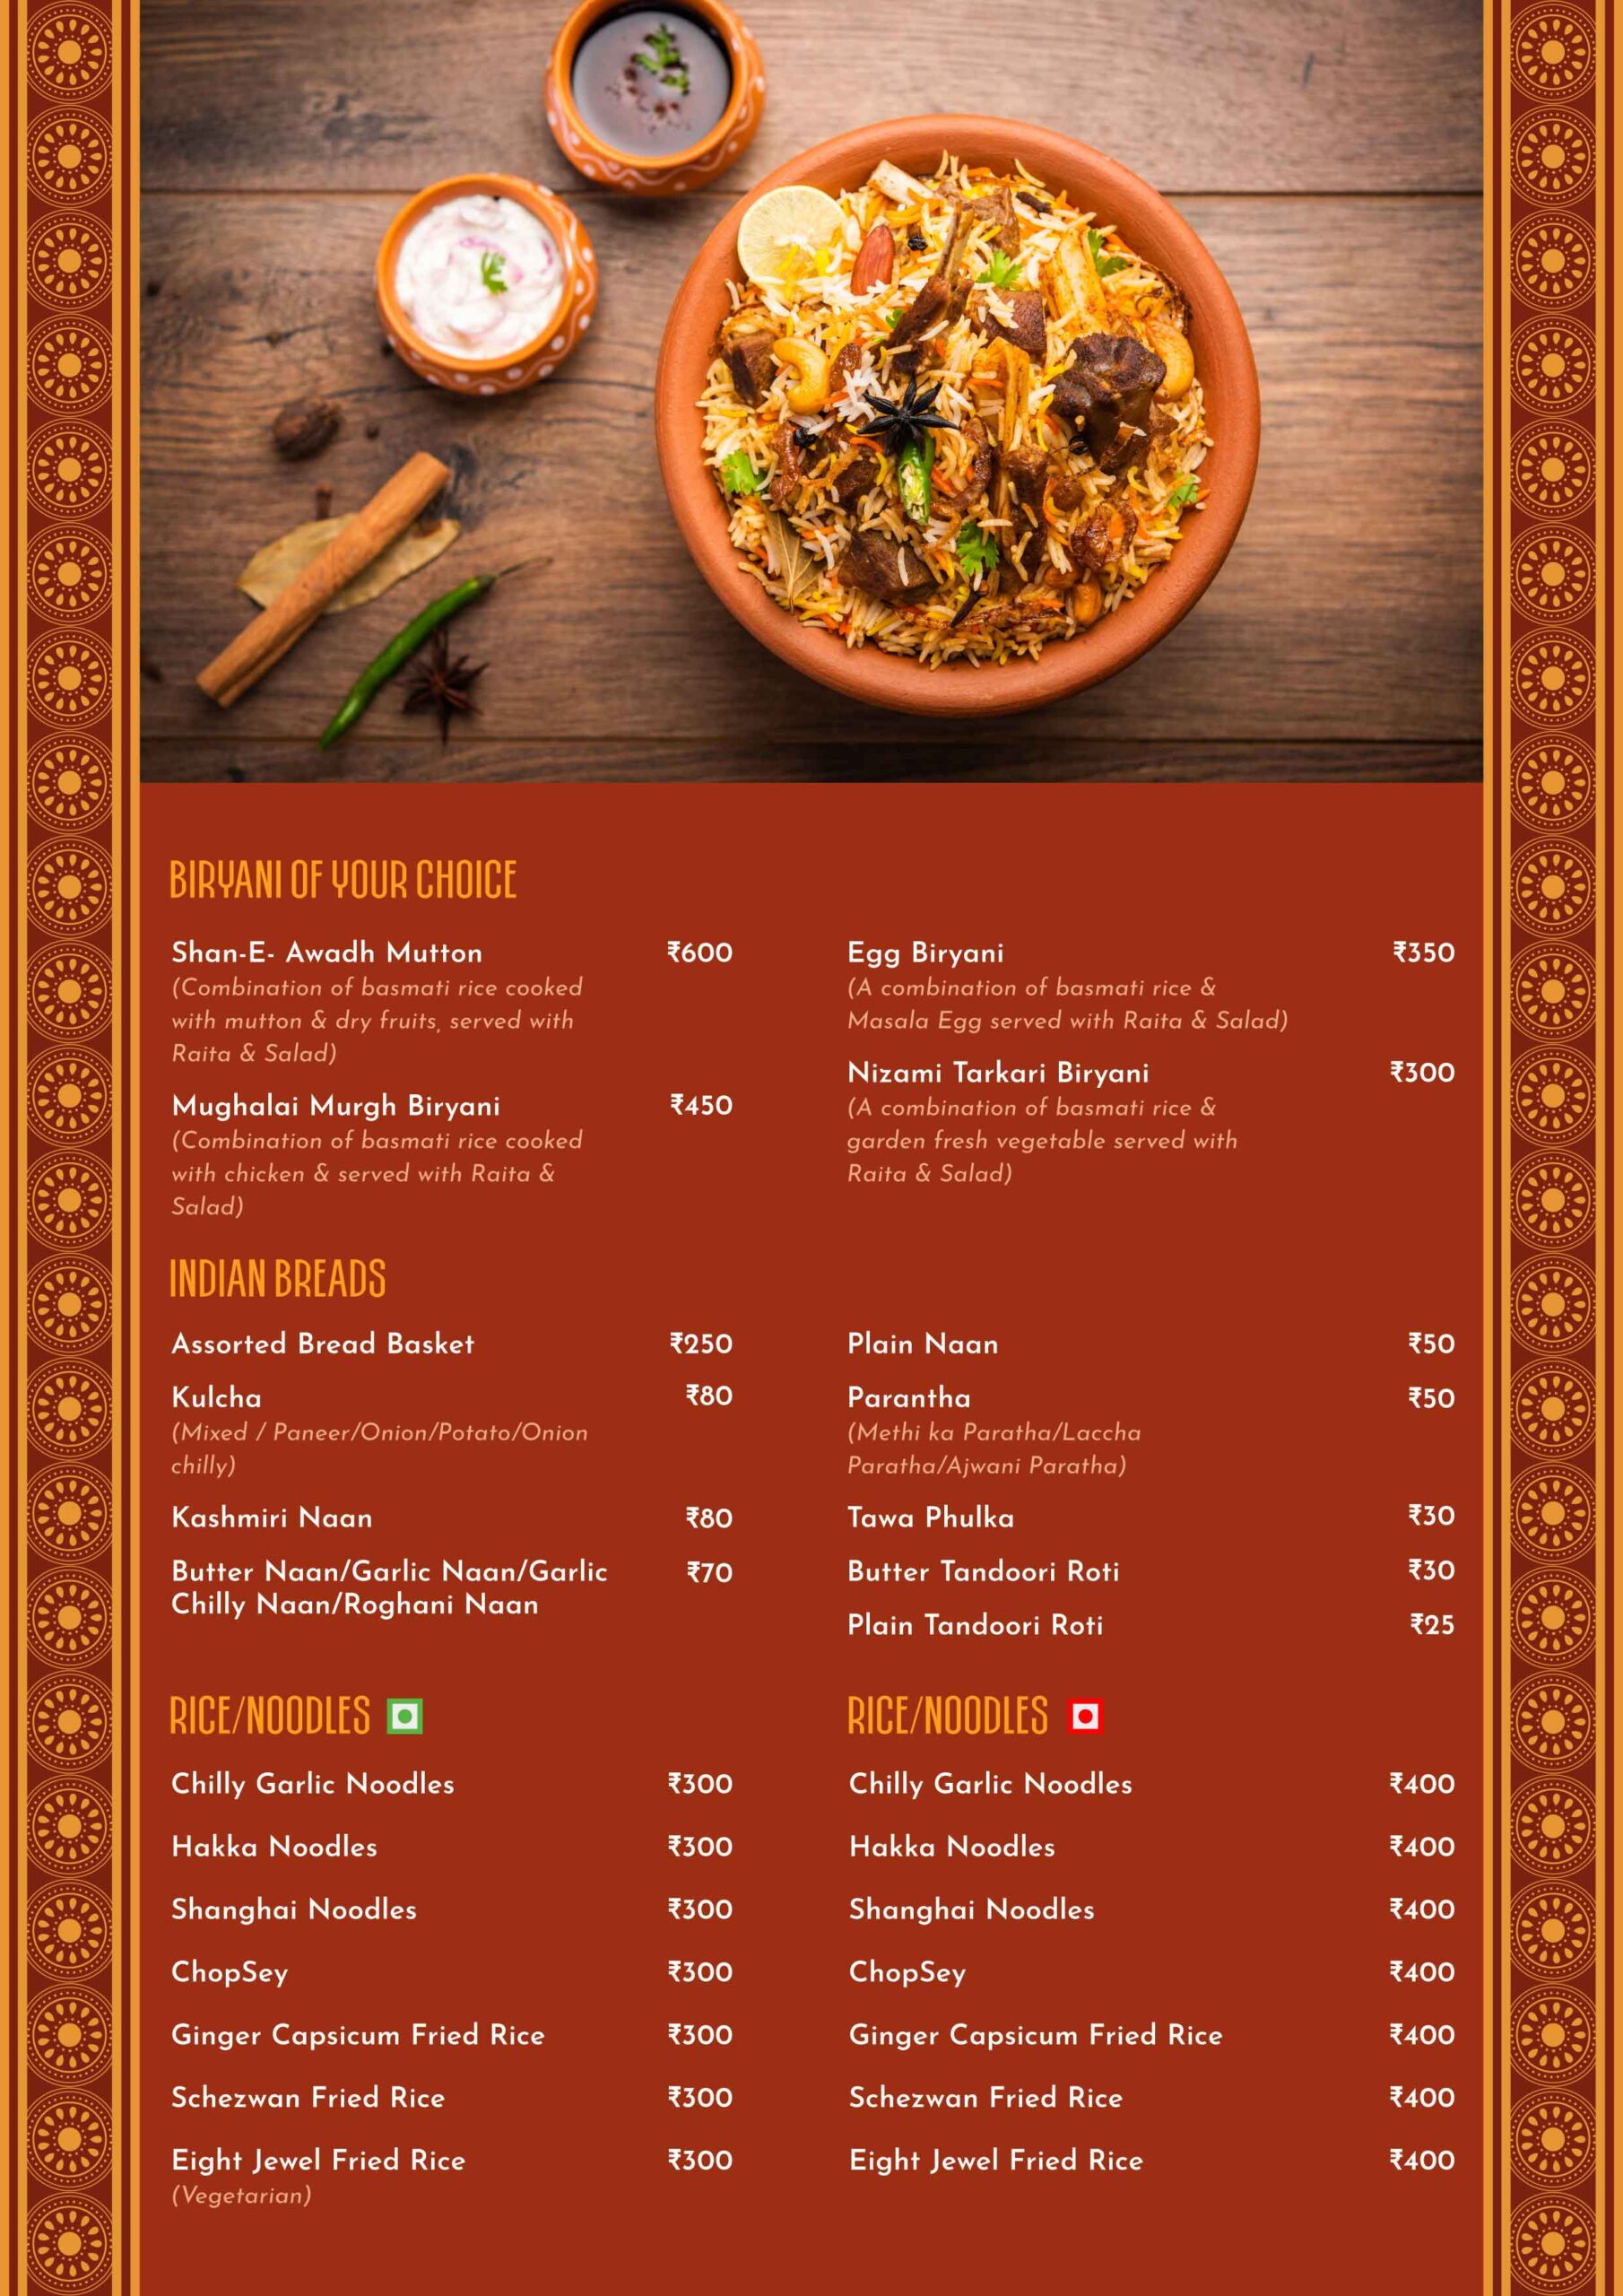 BIRYANI OF YOUR CHOICE
Shan-E- Awadh Mutton ₹600
(Combination of basmati rice cooked
with mutton & dry fruits, served with
Raita & Salad)
Mughalai Murgh Biryani ₹450
(Combination of basmati rice cooked
with chicken & served with Raita &
Salad)
Egg Biryani ₹350
(A combination of basmati rice &
Masala Egg served with Raita & Salad)
Nizami Tarkari Biryani ₹300
(A combination of basmati rice &
garden fresh vegetable served with
Raita & Salad)
INDIAN BREADS
Assorted Bread Basket ₹250
Kulcha ₹80
(Mixed / Paneer/Onion/Potato/Onion
chilly)
Kashmiri Naan ₹80
Butter Naan/Garlic Naan/Garlic ₹70
Chilly Naan/Roghani Naan
Plain Naan ₹50
Parantha ₹50
(Methi ka Paratha/Laccha
Paratha/Ajwani Paratha)
Tawa Phulka ₹30
Butter Tandoori Roti ₹30
Plain Tandoori Roti ₹25
RICE/NOODLES
Chilly Garlic Noodles ₹300
Hakka Noodles ₹300
Shanghai Noodles ₹300
ChopSey ₹300
Ginger Capsicum Fried Rice ₹300
Schezwan Fried Rice ₹300
Eight Jewel Fried Rice ₹300
(Vegetarian)
RICE/NOODLES
Chilly Garlic Noodles ₹400
Hakka Noodles ₹400
Shanghai Noodles ₹400
ChopSey ₹400
Ginger Capsicum Fried Rice ₹400
Schezwan Fried Rice ₹400
Eight Jewel Fried Rice ₹400